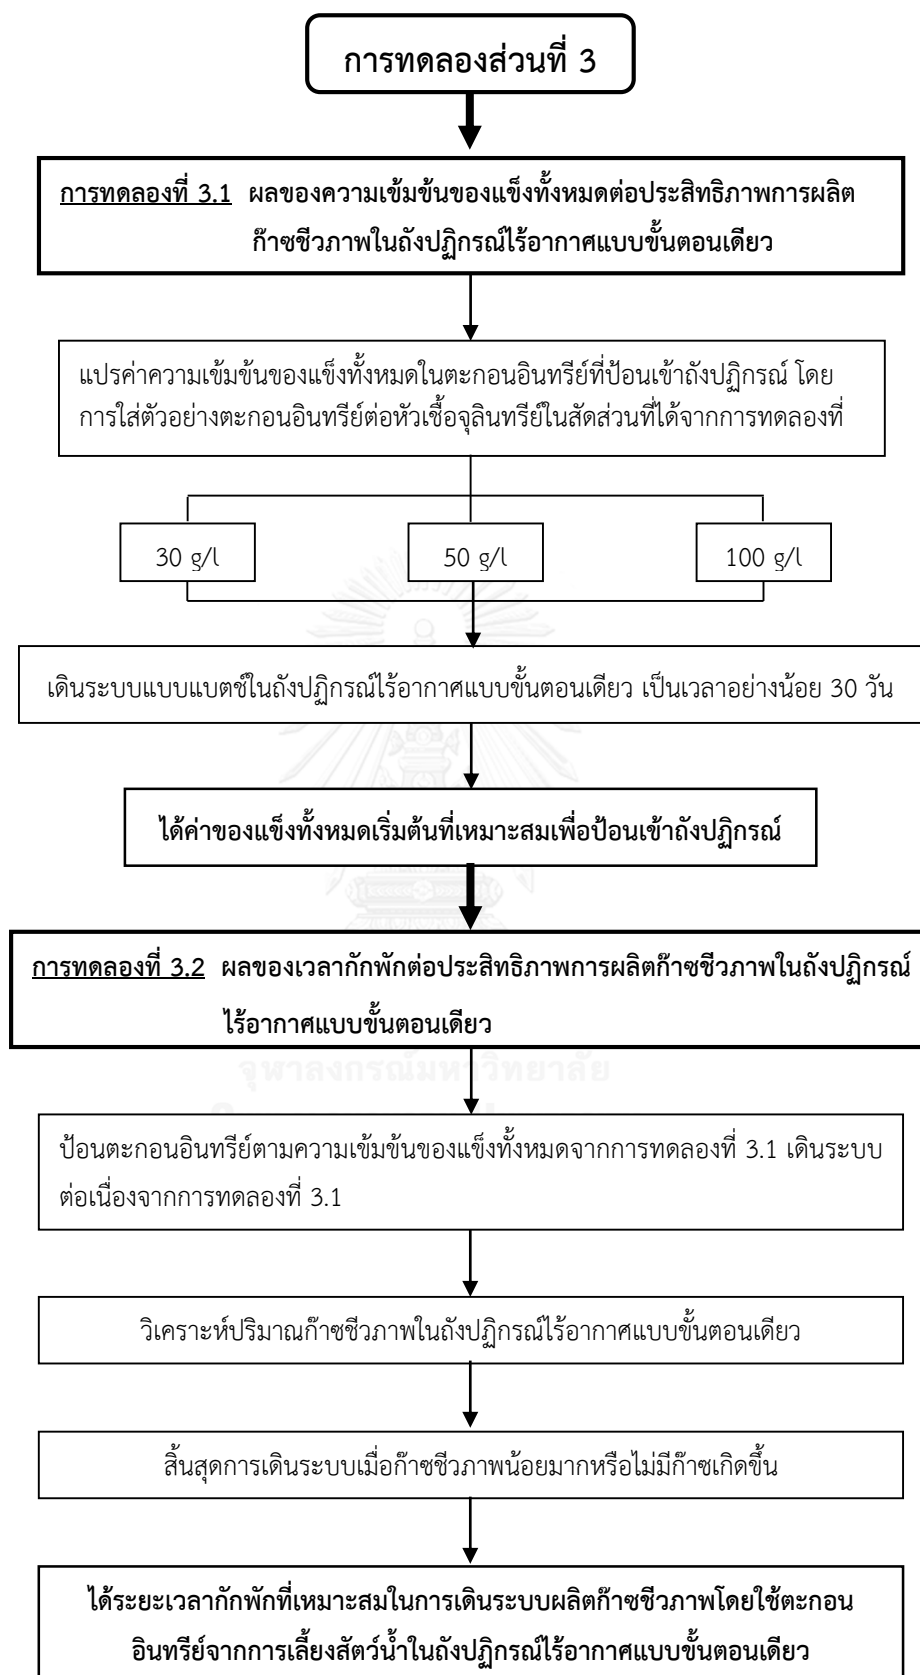 การทดลองส่วนที่ 3
การทดลองที่ 3.1 ผลของความเข้มข้นของแข็งทั้งหมดต่อประสิทธิภาพการผลิต
ก๊าซชีวภาพในถังปฏิกรณ์ไร้อากาศแบบขั้นตอนเดียว
แปรค่าความเข้มข้นของแข็งทั้งหมดในตะกอนอินทรีย์ที่ป้อนเข้าถังปฏิกรณ์ โดย
การใส่ตัวอย่างตะกอนอินทรีย์ต่อหัวเชื้อจุลินทรีย์ในสัดส่วนที่ได้จากการทดลองที่
30 g/l
50 g/l
100 g/l
เดินระบบแบบแบตช์ในถังปฏิกรณ์ไร้อากาศแบบขั้นตอนเดียว เป็นเวลาอย่างน้อย 30 วัน
ได้ค่าของแข็งทั้งหมดเริ่มต้นที่เหมาะสมเพื่อป้อนเข้าถังปฏิกรณ์
การทดลองที่ 3.2 ผลของเวลากักพักต่อประสิทธิภาพการผลิตก๊าซชีวภาพในถังปฏิกรณ์
ไร้อากาศแบบขั้นตอนเดียว
จุฬาลงกรณ์มหาวิทยาลัย
ป้อนตะกอนอินทรีย์ตามความเข้มข้นของแข็งทั้งหมดจากการทดลองที่ 3.1 เดินระบบ
ต่อเนื่องจากการทดลองที่ 3.1
วิเคราะห์ปริมาณก๊าซชีวภาพในถังปฏิกรณ์ไร้อากาศแบบขั้นตอนเดียว
สิ้นสุดการเดินระบบเมื่อก๊าซชีวภาพน้อยมากหรือไม่มีก๊าซเกิดขึ้น
ได้ระยะเวลากักพักที่เหมาะสมในการเดินระบบผลิตก๊าซชีวภาพโดยใช้ตะกอน
อินทรีย์จากการเลี้ยงสัตว์น้ำในถังปฏิกรณ์ไร้อากาศแบบขั้นตอนเดียว